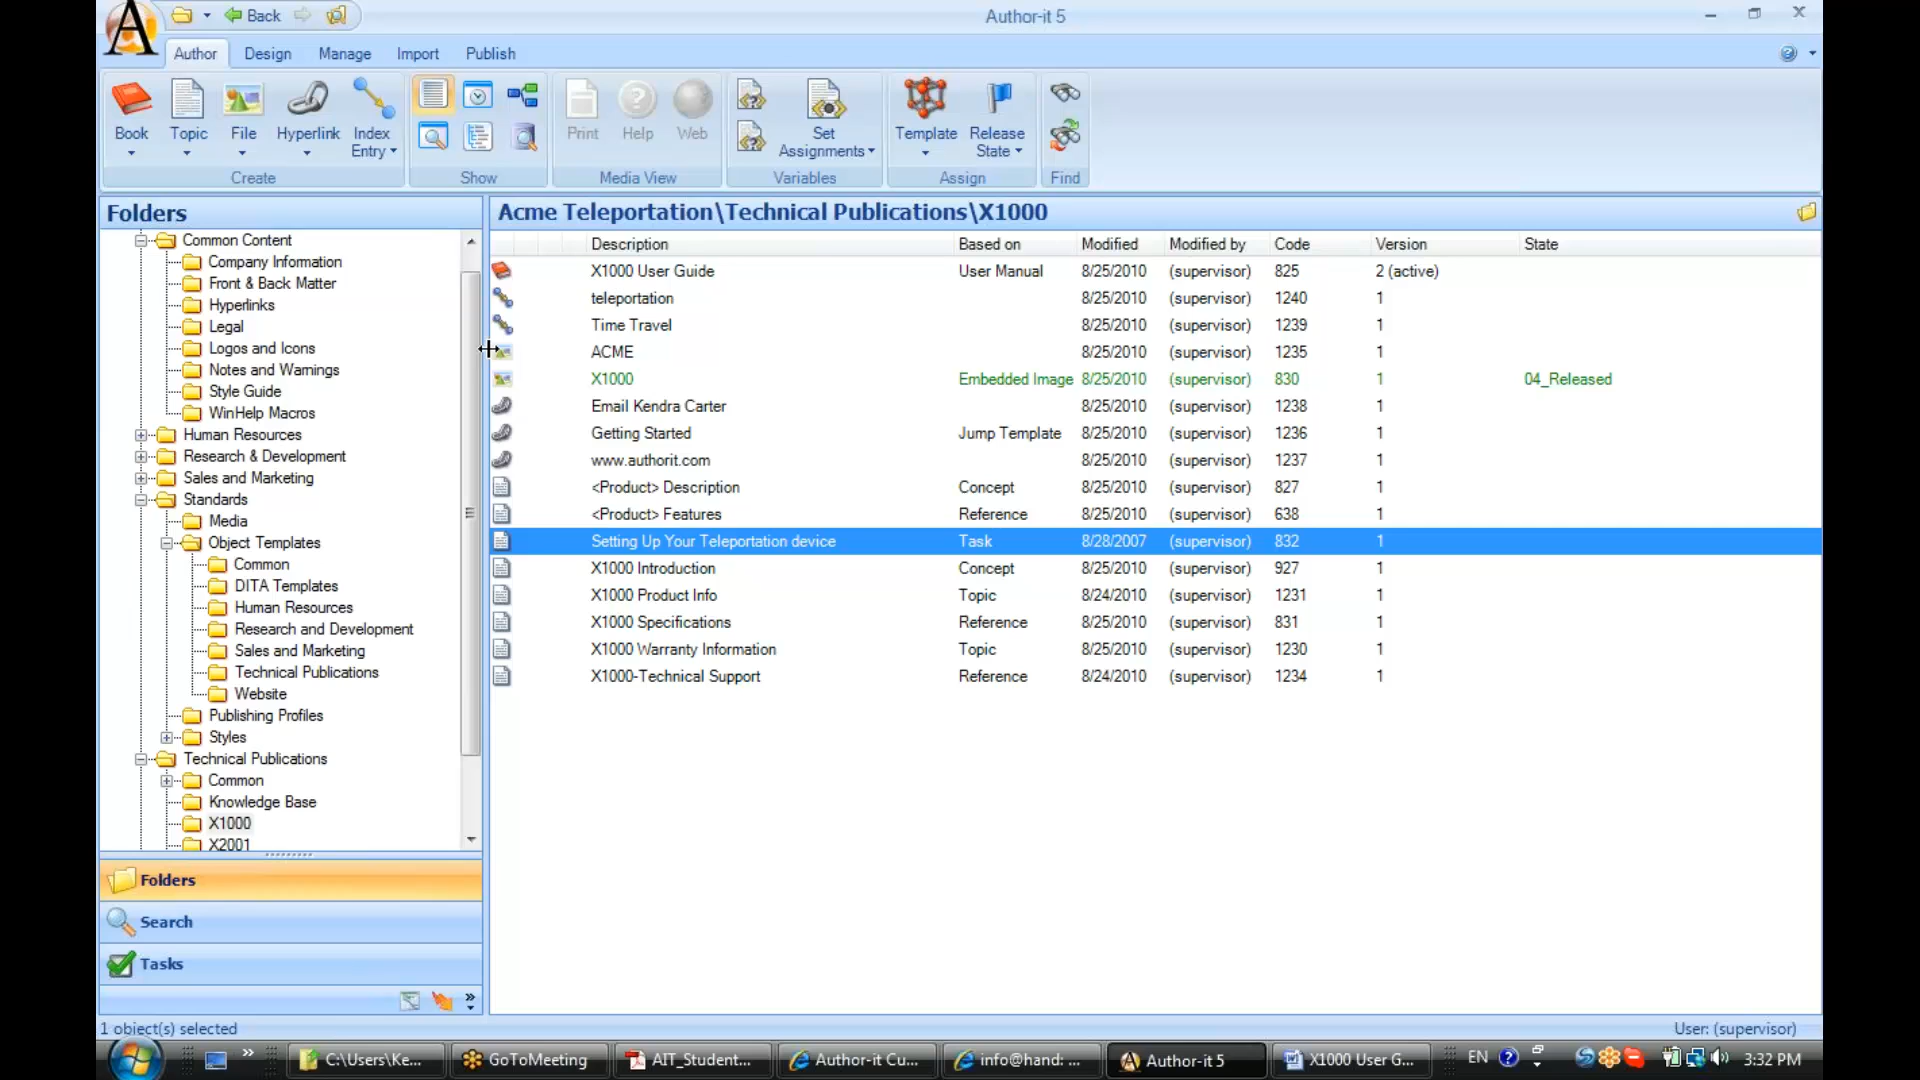 Back
Author-it 5
Author Design Manage Import Publish
Book Topic File Hyperlink Index Entry Print Help Web Set Assignments Template Release State
Create Show Media View Variables Assign Find
Folders
Common Content
Company Information
Front & Back Matter
Hyperlinks
Legal
Logos and Icons
Notes and Warnings
Style Guide
WinHelp Macros
Human Resources
Research & Development
Sales and Marketing
Standards
Media
Object Templates
Common
DITA Templates
Human Resources
Research and Development
Sales and Marketing
Technical Publications
Website
Publishing Profiles
Styles
Technical Publications
Common
Knowledge Base
X1000
X2001
Folders
Search
Tasks
Acme Teleportation\Technical Publications\X1000
Description Based on Modified Modified by Code Version State
X1000 User Guide User Manual 8/25/2010 (supervisor) 825 2 (active)
teleportation 8/25/2010 (supervisor) 1240 1
Time Travel 8/25/2010 (supervisor) 1239 1
ACME 8/25/2010 (supervisor) 1235 1
X1000 Embedded Image 8/25/2010 (supervisor) 830 1 04_Released
Email Kendra Carter 8/25/2010 (supervisor) 1238 1
Getting Started Jump Template 8/25/2010 (supervisor) 1236 1
www.authorit.com 8/25/2010 (supervisor) 1237 1
<Product> Description Concept 8/25/2010 (supervisor) 827 1
<Product> Features Reference 8/25/2010 (supervisor) 638 1
Setting Up Your Teleportation device Task 8/28/2007 (supervisor) 832 1
X1000 Introduction Concept 8/25/2010 (supervisor) 927 1
X1000 Product Info Topic 8/24/2010 (supervisor) 1231 1
X1000 Specifications Reference 8/25/2010 (supervisor) 831 1
X1000 Warranty Information Topic 8/25/2010 (supervisor) 1230 1
X1000-Technical Support Reference 8/24/2010 (supervisor) 1234 1
1 object(s) selected User: (supervisor)
C:\Users\Ke... GoToMeeting AIT_Student... Author-it Cu... info@hand: ... Author-it 5 X1000 User G... EN 3:32 PM